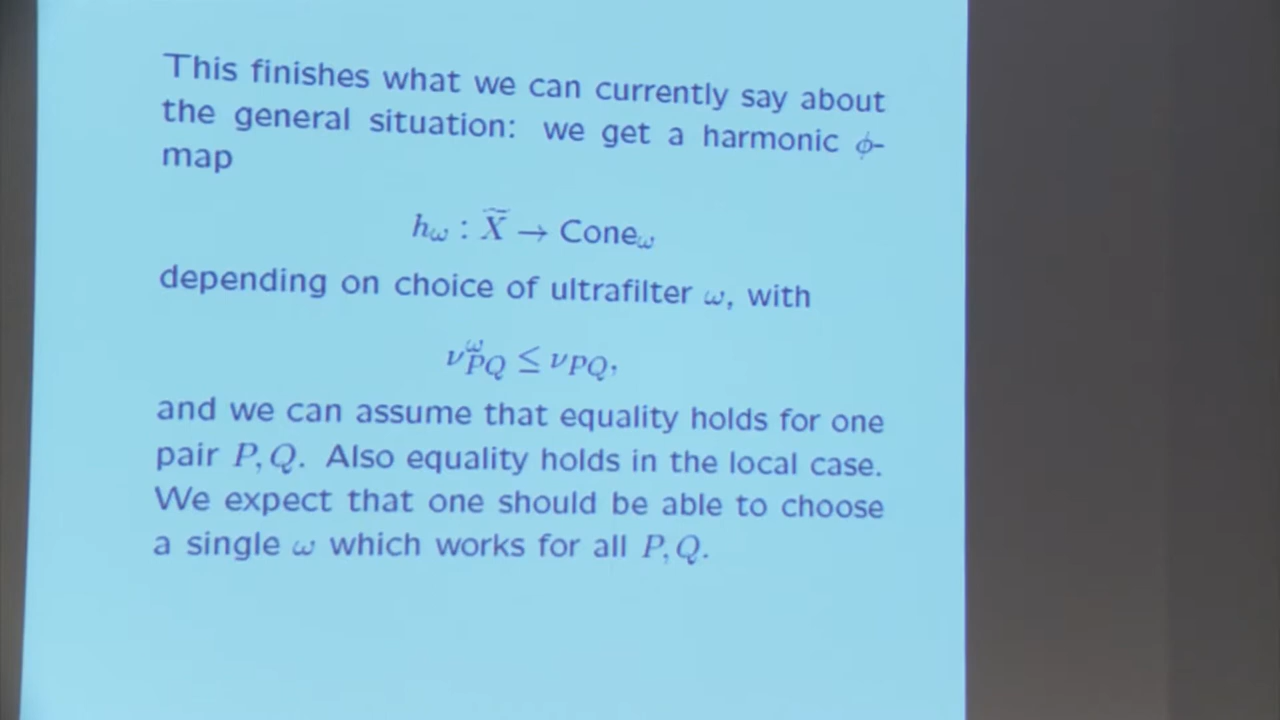 This finishes what we can currently say about
the general situation: we get a harmonic ϕ-
map
h_ω : X̃ → Cone_ω
depending on choice of ultrafilter ω, with
ν^ω_PQ ≤ ν_PQ,
and we can assume that equality holds for one
pair P, Q. Also equality holds in the local case.
We expect that one should be able to choose
a single ω which works for all P, Q.